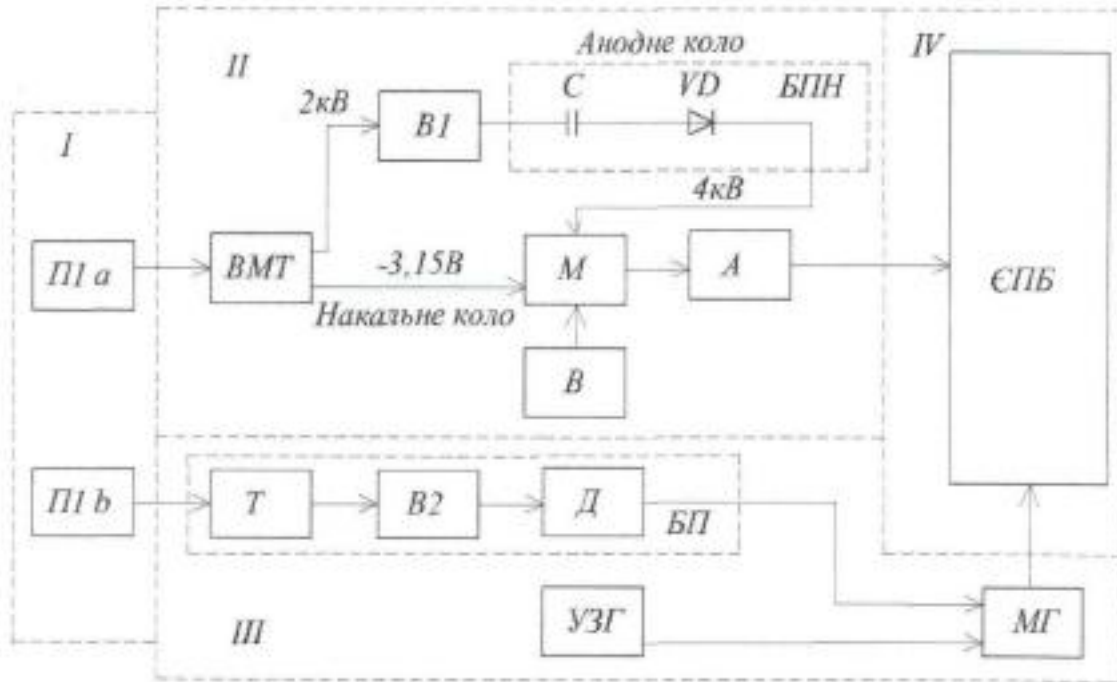 Анодне коло
II
IV
C
VD
БПН
2кВ
В1
I
4кВ
П1 а
ВМТ
-3,15В
М
А
ЄПБ
Накальне коло
В
П1 b
Т
В2
Д
БП
III
УЗГ
МГ